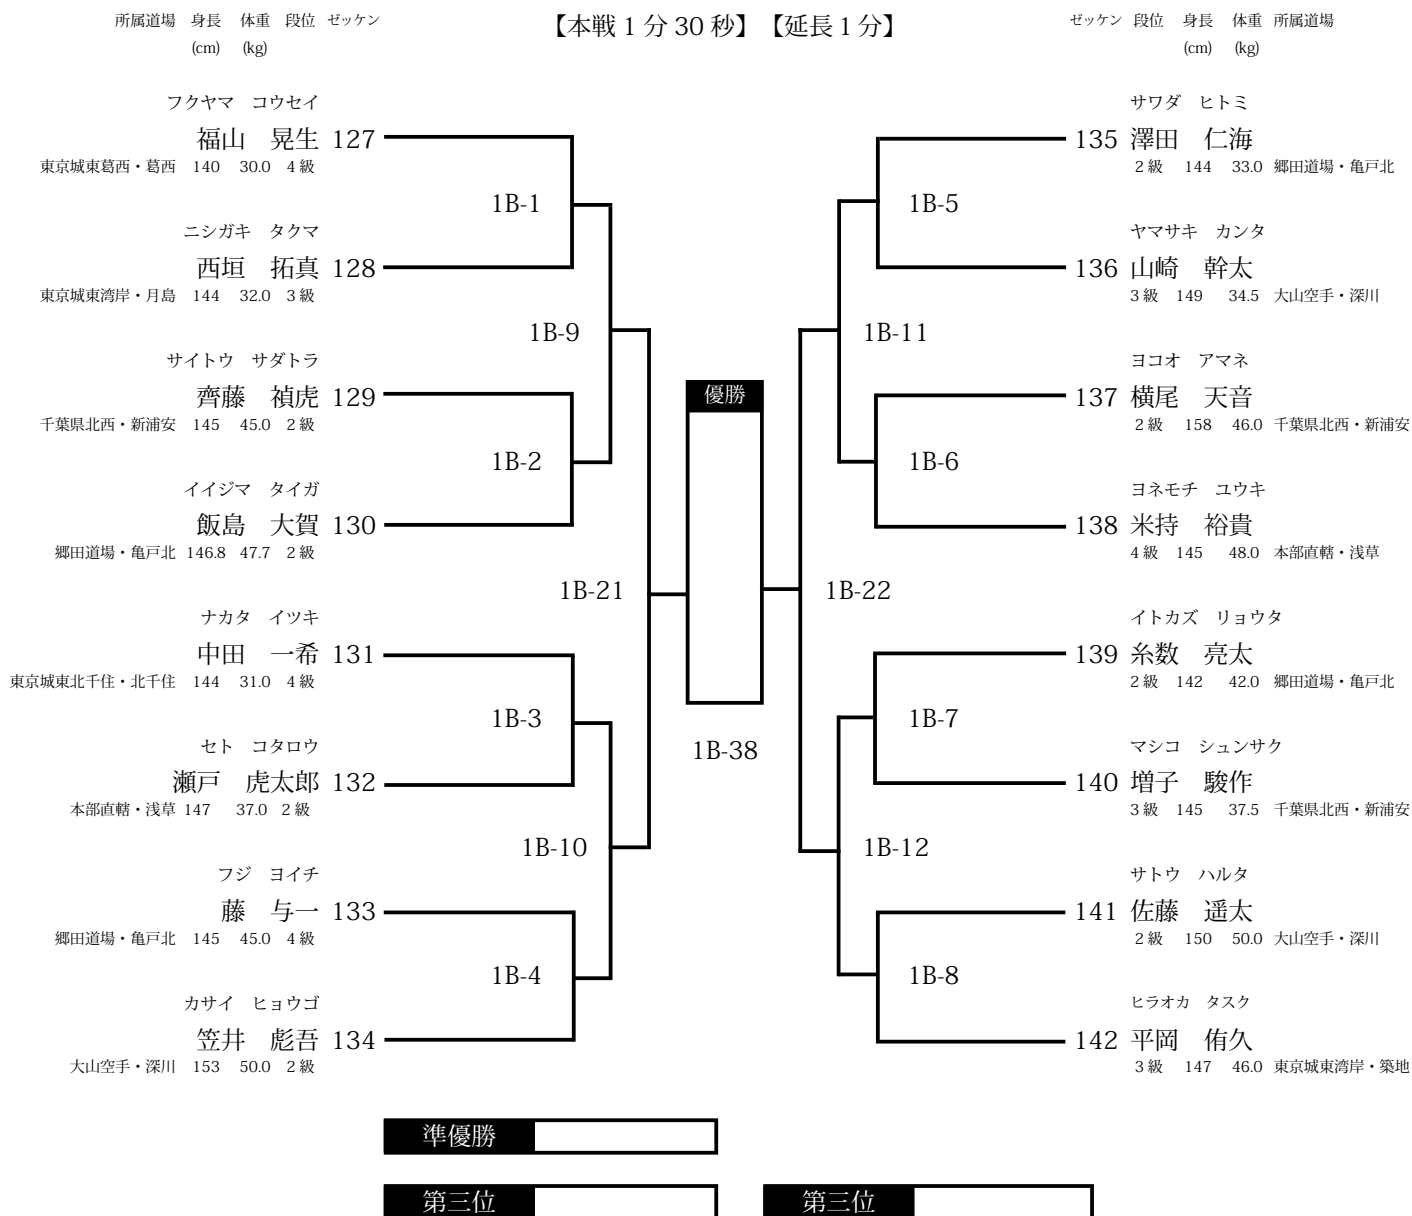 所属道場 身長 体重 段位 ゼッケン
(cm) (kg)
【本戦 1 分 30 秒】【延長 1 分】
ゼッケン 段位 身長 体重 所属道場
(cm) (kg)
フクヤマ コウセイ
福山 晃生 127
東京城東葛西・葛西 140 30.0 4 級
1B-1
ニシガキ タクマ
西垣 拓真 128
東京城東湾岸・月島 144 32.0 3 級
1B-9
サイトウ サダトラ
齊藤 禎虎 129
千葉県北西・新浦安 145 45.0 2 級
1B-2
イイジマ タイガ
飯島 大賀 130
郷田道場・亀戸北 146.8 47.7 2 級
1B-21
ナカタ イツキ
中田 一希 131
東京城東北千住・北千住 144 31.0 4 級
1B-3
セト コタロウ
瀬戸 虎太郎 132
本部直轄・浅草 147 37.0 2 級
1B-10
フジ ヨイチ
藤 与一 133
郷田道場・亀戸北 145 45.0 4 級
1B-4
カサイ ヒョウゴ
笠井 彪吾 134
大山空手・深川 153 50.0 2 級
優勝
1B-38
サワダ ヒトミ
135 澤田 仁海
2 級 144 33.0 郷田道場・亀戸北
1B-5
ヤマサキ カンタ
136 山崎 幹太
3 級 149 34.5 大山空手・深川
1B-11
ヨコオ アマネ
137 横尾 天音
2 級 158 46.0 千葉県北西・新浦安
1B-6
ヨネモチ ユウキ
138 米持 裕貴
4 級 145 48.0 本部直轄・浅草
1B-22
イトカズ リョウタ
139 糸数 亮太
2 級 142 42.0 郷田道場・亀戸北
1B-7
マシコ シュンサク
140 増子 駿作
3 級 145 37.5 千葉県北西・新浦安
1B-12
サトウ ハルタ
141 佐藤 遥太
2 級 150 50.0 大山空手・深川
1B-8
ヒラオカ タスク
142 平岡 侑久
3 級 147 46.0 東京城東湾岸・築地
準優勝
第三位
第三位